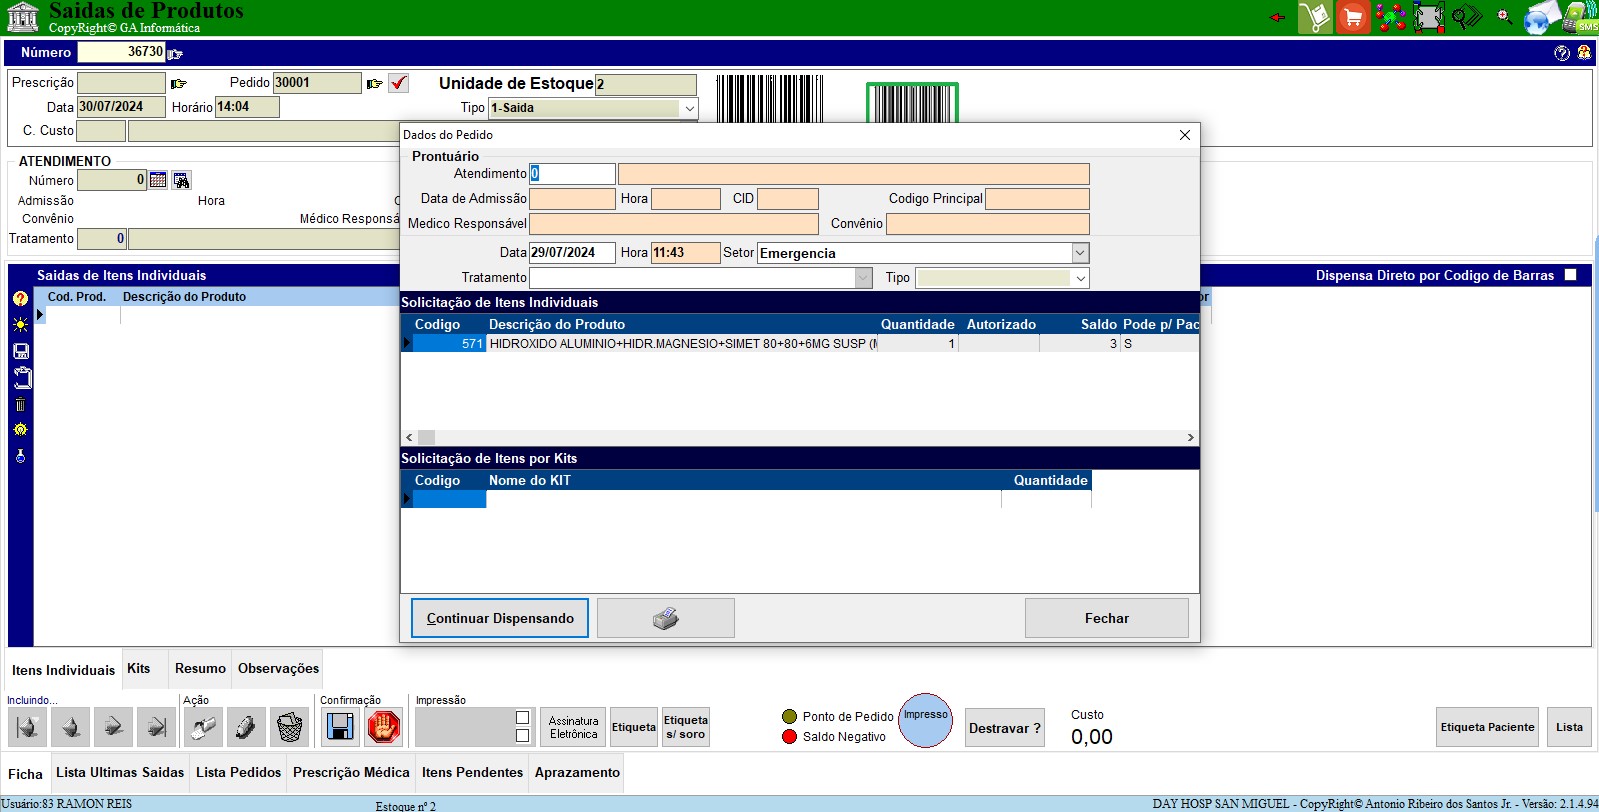 Saidas de Produtos
CopyRight© GA Informática
SMS
Número 36730
Prescrição Pedido 30001 Unidade de Estoque 2
Data 30/07/2024 Horário 14:04 Tipo 1-Saida
C. Custo
ATENDIMENTO
Número 0
Admissão Hora
Convênio Médico Responsá
Tratamento 0
Dados do Pedido
Prontuário
Atendimento 0
Data de Admissão Hora CID Codigo Principal
Medico Responsável Convênio
Data 29/07/2024 Hora 11:43 Setor Emergencia
Tratamento Tipo
Saidas de Itens Individuais Dispensa Direto por Codigo de Barras
Cod. Prod. Descrição do Produto
Solicitação de Itens Individuais
Codigo Descrição do Produto Quantidade Autorizado Saldo Pode p/ Pac
571 HIDROXIDO ALUMINIO+HIDR.MAGNESIO+SIMET 80+80+6MG SUSP (M 1 3 S
Solicitação de Itens por Kits
Codigo Nome do KIT Quantidade
Continuar Dispensando Fechar
Itens Individuais Kits Resumo Observações
Incluindo... Ação Confirmação Impressão
Assinatura Eletrônica Etiqueta Etiqueta s/ soro
Ponto de Pedido
Saldo Negativo
Impresso
Destravar ?
Custo
0,00
Etiqueta Paciente Lista
Ficha Lista Ultimas Saidas Lista Pedidos Prescrição Médica Itens Pendentes Aprazamento
Usuário:83 RAMON REIS Estoque nº 2 DAY HOSP SAN MIGUEL - CopyRight© Antonio Ribeiro dos Santos Jr. - Versão: 2.1.4.94